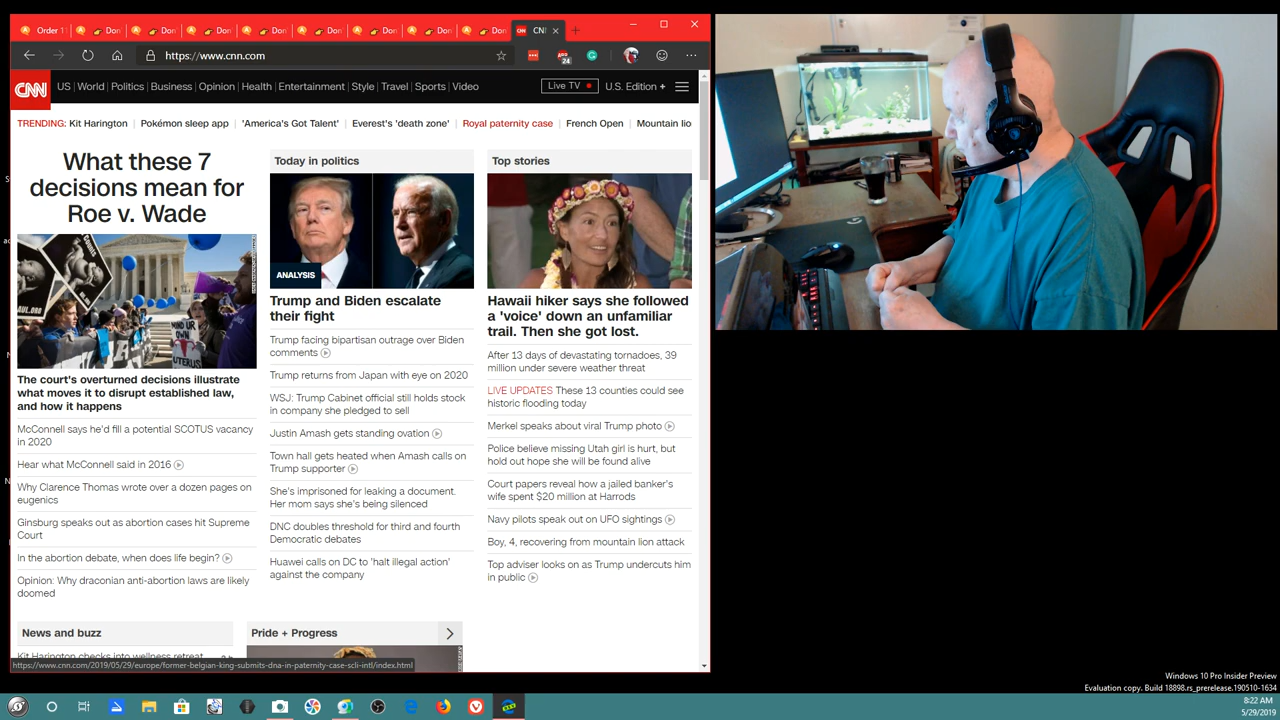 Order 11
Don'
Don'
Don
Don
Don
Don
Don
Don
CN
https://www.cnn.com
24
CNN
US World Politics Business Opinion Health Entertainment Style Travel Sports Video
Live TV
U.S. Edition +
TRENDING: Kit Harington
Pokémon sleep app
'America's Got Talent'
Everest's 'death zone'
Royal paternity case
French Open
Mountain lio
What these 7
decisions mean for
Roe v. Wade
MIND UR
OWN
UTERUS
The court's overturned decisions illustrate
what moves it to disrupt established law,
and how it happens
McConnell says he'd fill a potential SCOTUS vacancy
in 2020
Hear what McConnell said in 2016
Why Clarence Thomas wrote over a dozen pages on
eugenics
Ginsburg speaks out as abortion cases hit Supreme
Court
In the abortion debate, when does life begin?
Opinion: Why draconian anti-abortion laws are likely
doomed
Today in politics
ANALYSIS
Trump and Biden escalate
their fight
Trump facing bipartisan outrage over Biden
comments
Trump returns from Japan with eye on 2020
WSJ: Trump Cabinet official still holds stock
in company she pledged to sell
Justin Amash gets standing ovation
Town hall gets heated when Amash calls on
Trump supporter
She's imprisoned for leaking a document.
Her mom says she's being silenced
DNC doubles threshold for third and fourth
Democratic debates
Huawei calls on DC to 'halt illegal action'
against the company
Top stories
Hawaii hiker says she followed
a 'voice' down an unfamiliar
trail. Then she got lost.
After 13 days of devastating tornadoes, 39
million under severe weather threat
LIVE UPDATES These 13 counties could see
historic flooding today
Merkel speaks about viral Trump photo
Police believe missing Utah girl is hurt, but
hold out hope she will be found alive
Court papers reveal how a jailed banker's
wife spent $20 million at Harrods
Navy pilots speak out on UFO sightings
Boy, 4, recovering from mountain lion attack
Top adviser looks on as Trump undercuts him
in public
News and buzz
Kit Harington checks into wellness retreat
Pride + Progress
https://www.cnn.com/2019/05/29/europe/former-belgian-king-submits-dna-in-paternity-case-scli-intl/index.html
Windows 10 Pro Insider Preview
Evaluation copy. Build 18898.rs_prerelease.190510-1634
8:22 AM
5/29/2019